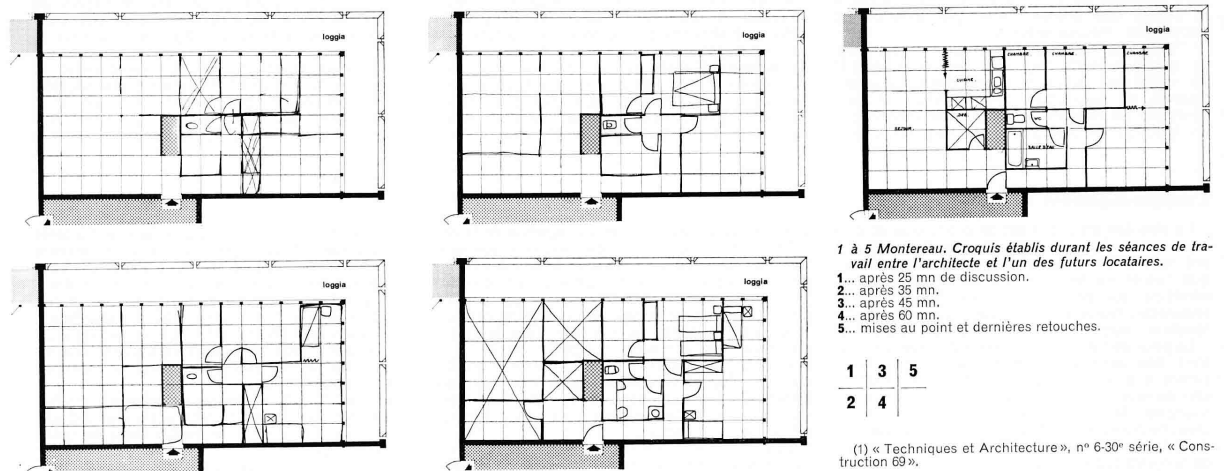 loggia
loggia
loggia
CHAMBRE
CHAMBRE
CHAMBRE
CUISINE
SEJOUR
WC
SALLE D'EAU
loggia
loggia
1 à 5 Montereau. Croquis établis durant les séances de tra-
vail entre l'architecte et l'un des futurs locataires.
1... après 25 mn de discussion.
2... après 35 mn.
3... après 45 mn.
4... après 60 mn.
5... mises au point et dernières retouches.
1 3 5
2 4
(1) « Techniques et Architecture », n° 6-30e série, « Cons-
truction 69 ».